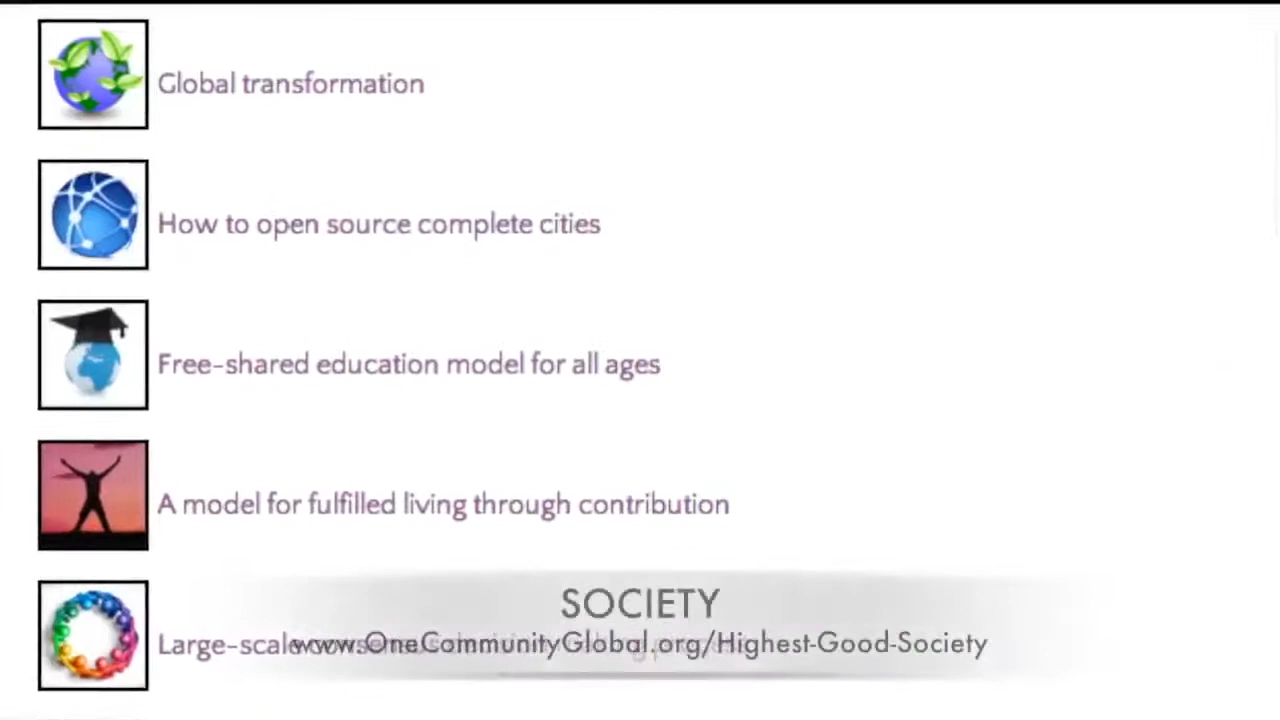 Global transformation
How to open source complete cities
Free-shared education model for all ages
A model for fulfilled living through contribution
SOCIETY
Large-scale
www.OneCommunityGlobal.org/Highest-Good-Society